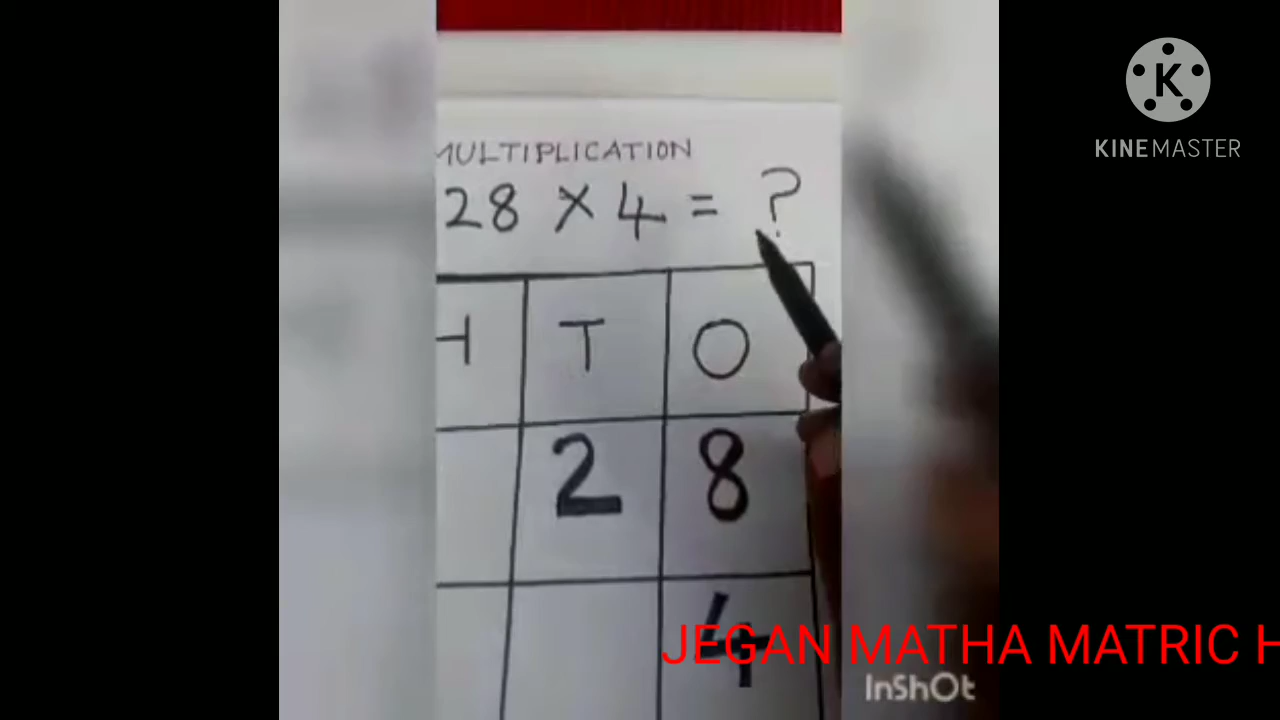 K
KINEMASTER
MULTIPLICATION
28 × 4 = ?
H T O
2 8
4
JEGAN MATHA MATRIC H
InShOt